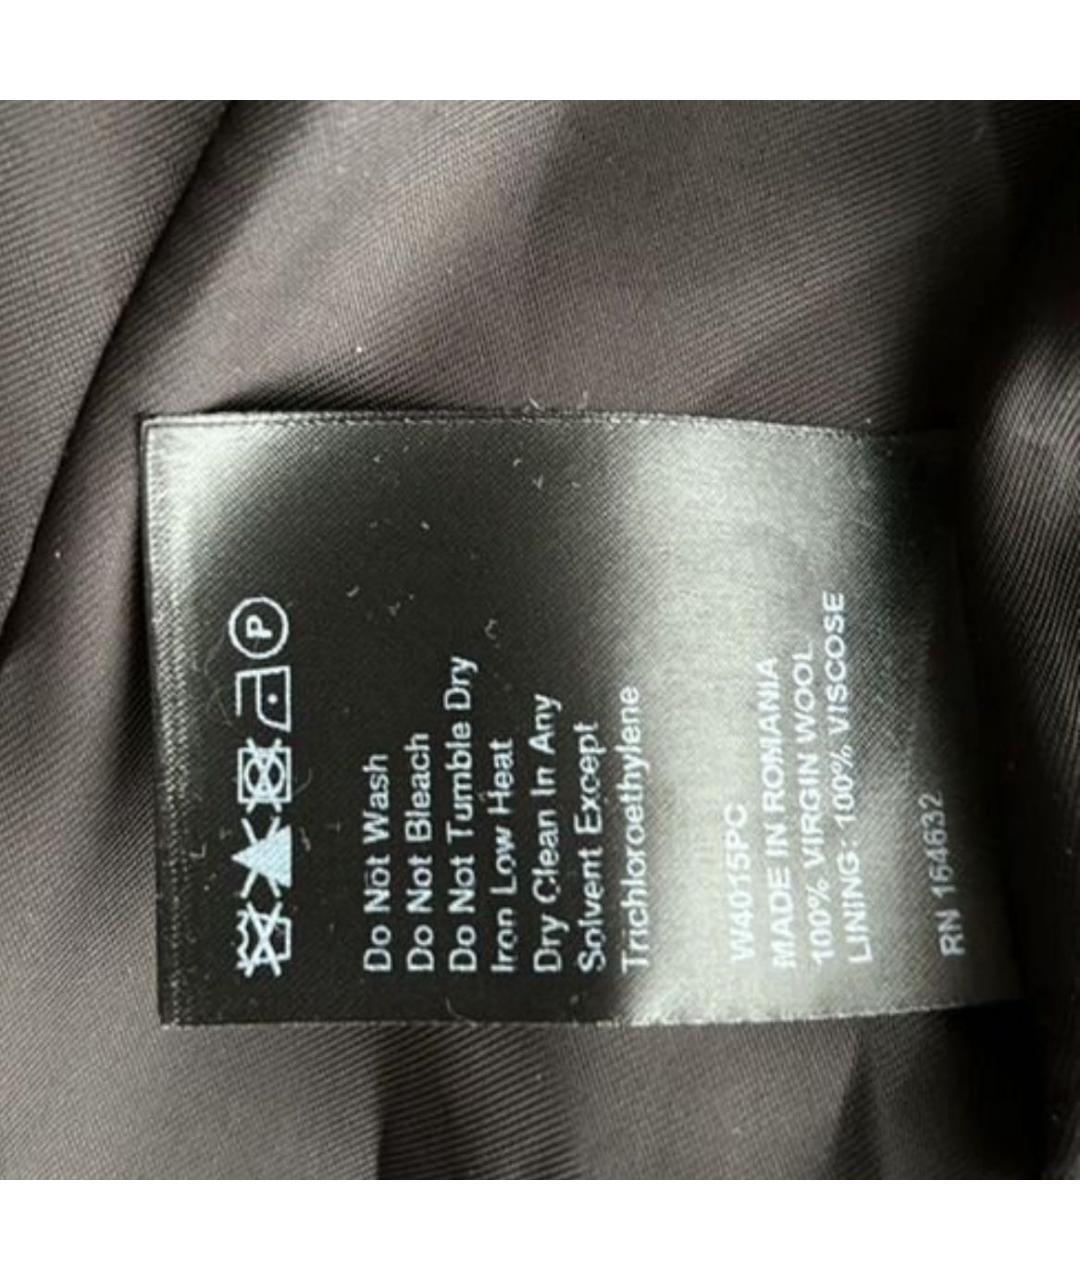 P
Do Not Wash
Do Not Bleach
Do Not Tumble Dry
Iron Low Heat
Dry Clean In Any
Solvent Except
Trichloroethylene
W4015PC
MADE IN ROMANIA
100% VIRGIN WOOL
LINING: 100% VISCOSE
RN 164632